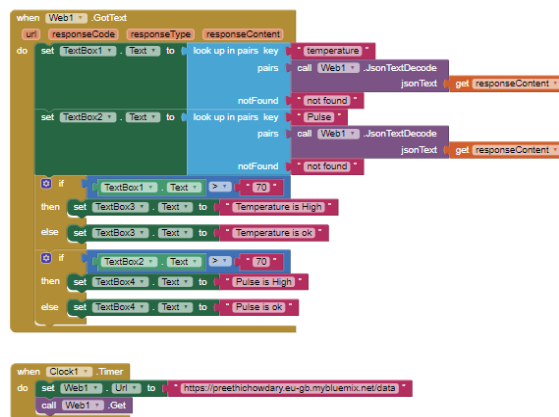 when Web1 .GotText
url responseCode responseType responseContent
do set TextBox1 . Text to look up in pairs key "temperature"
pairs call Web1 .JsonTextDecode
jsonText get responseContent
notFound "not found"
set TextBox2 . Text to look up in pairs key "Pulse"
pairs call Web1 .JsonTextDecode
jsonText get responseContent
notFound "not found"
if TextBox1 . Text > "70"
then set TextBox3 . Text to "Temperature is High"
else set TextBox3 . Text to "Temperature is ok"
if TextBox2 . Text > "70"
then set TextBox4 . Text to "Pulse is High"
else set TextBox4 . Text to "Pulse is ok"
when Clock1 .Timer
do set Web1 . Url to "https://preethichowdary.eu-gb.mybluemix.net/data"
call Web1 .Get